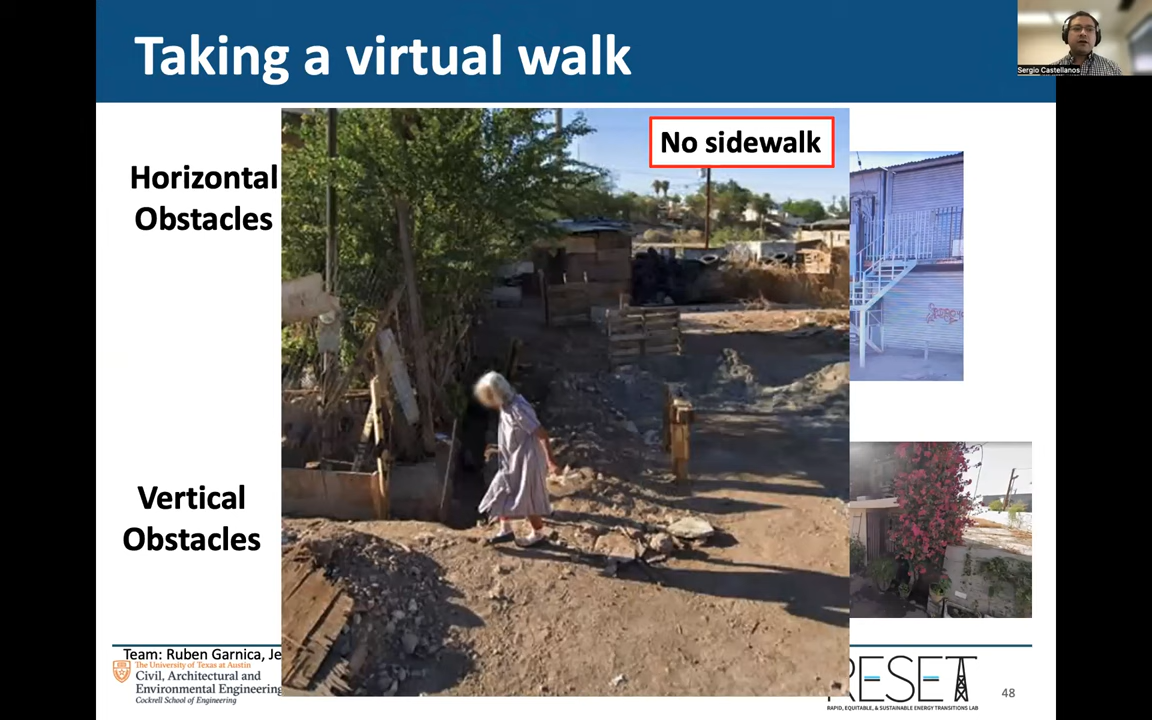 Taking a virtual walk
Sergio Castellanos
No sidewalk
Horizontal
Obstacles
Vertical
Obstacles
Team: Ruben Garnica, Je
The University of Texas at Austin
Civil, Architectural and
Environmental Engineering
Cockrell School of Engineering
RESET
RAPID, EQUITABLE, & SUSTAINABLE ENERGY TRANSITIONS LAB
48